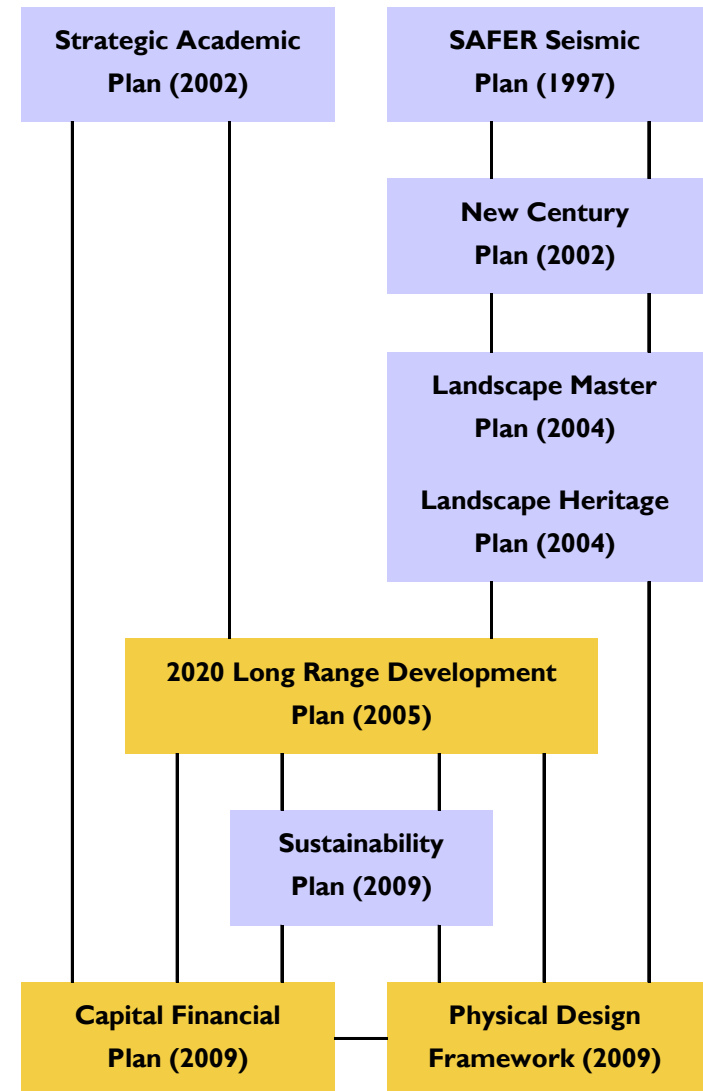 Strategic Academic
Plan (2002)
SAFER Seismic
Plan (1997)
New Century
Plan (2002)
Landscape Master
Plan (2004)
Landscape Heritage
Plan (2004)
2020 Long Range Development
Plan (2005)
Sustainability
Plan (2009)
Capital Financial
Plan (2009)
Physical Design
Framework (2009)